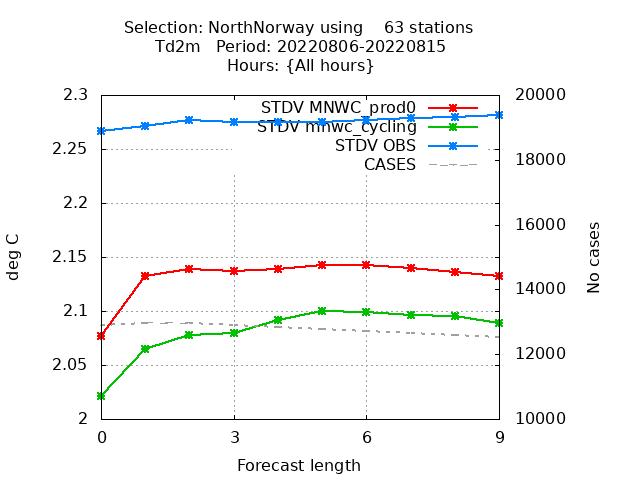 Selection: NorthNorway using    63 stations
Td2m   Period: 20220806-20220815
Hours: {All hours}
2.3
2.25
2.2
2.15
2.1
2.05
2
20000
18000
16000
14000
12000
10000
STDV MNWC_prod0
STDV mnwc_cycling
STDV OBS
CASES
deg C
No cases
0 3 6 9
Forecast length